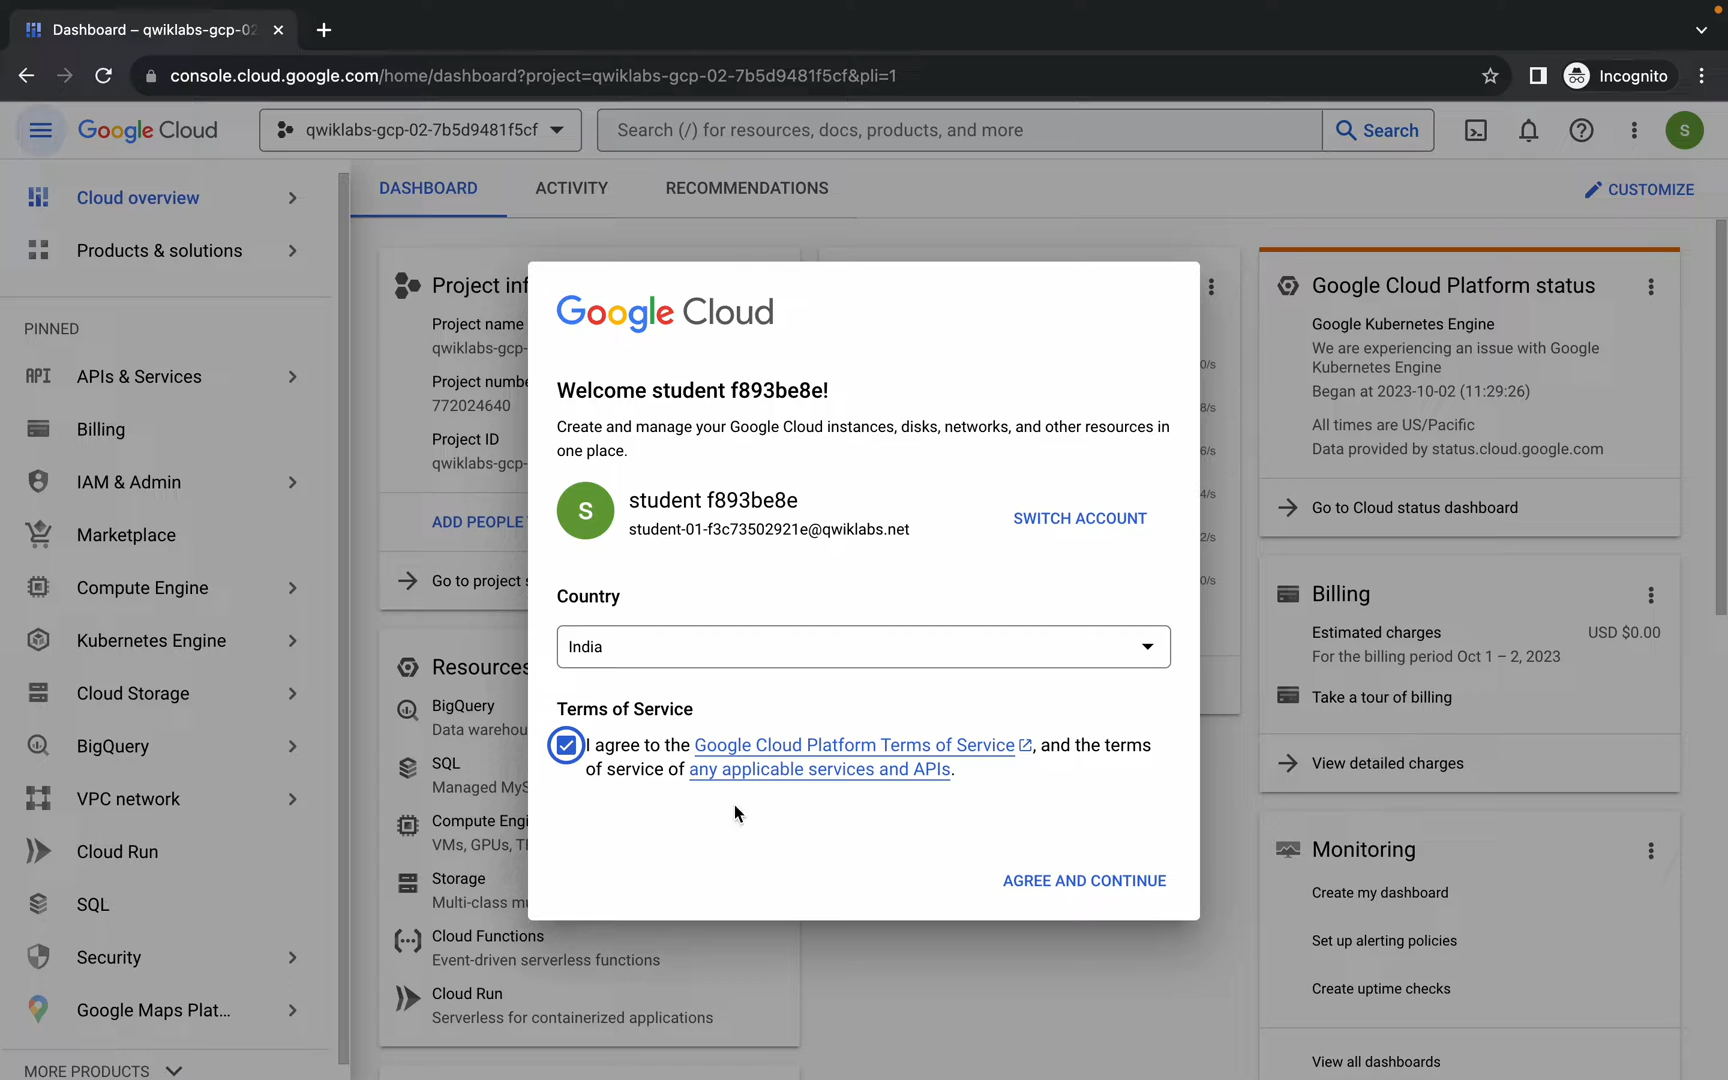 Dashboard – qwiklabs-gcp-02
console.cloud.google.com/home/dashboard?project=qwiklabs-gcp-02-7b5d9481f5cf&pli=1
Incognito
Google Cloud
qwiklabs-gcp-02-7b5d9481f5cf
Search (/) for resources, docs, products, and more
Search
S
Cloud overview
Products & solutions
PINNED
API APIs & Services
Billing
IAM & Admin
Marketplace
Compute Engine
Kubernetes Engine
Cloud Storage
BigQuery
VPC network
Cloud Run
SQL
Security
Google Maps Plat...
MORE PRODUCTS
DASHBOARD
ACTIVITY
RECOMMENDATIONS
CUSTOMIZE
Project inf
Project name
qwiklabs-gcp-
Project numbe
772024640
Project ID
qwiklabs-gcp-
ADD PEOPLE
Go to project s
Resources
BigQuery
Data warehou
SQL
Managed MyS
Compute Engi
VMs, GPUs, T
Storage
Multi-class mu
Cloud Functions
Event-driven serverless functions
Cloud Run
Serverless for containerized applications
Google Cloud
Welcome student f893be8e!
Create and manage your Google Cloud instances, disks, networks, and other resources in
one place.
S
student f893be8e
student-01-f3c73502921e@qwiklabs.net
SWITCH ACCOUNT
Country
India
Terms of Service
I agree to the Google Cloud Platform Terms of Service, and the terms
of service of any applicable services and APIs.
AGREE AND CONTINUE
0/s
8/s
6/s
4/s
2/s
0/s
Google Cloud Platform status
Google Kubernetes Engine
We are experiencing an issue with Google
Kubernetes Engine
Began at 2023-10-02 (11:29:26)
All times are US/Pacific
Data provided by status.cloud.google.com
Go to Cloud status dashboard
Billing
Estimated charges
USD $0.00
For the billing period Oct 1 – 2, 2023
Take a tour of billing
View detailed charges
Monitoring
Create my dashboard
Set up alerting policies
Create uptime checks
View all dashboards